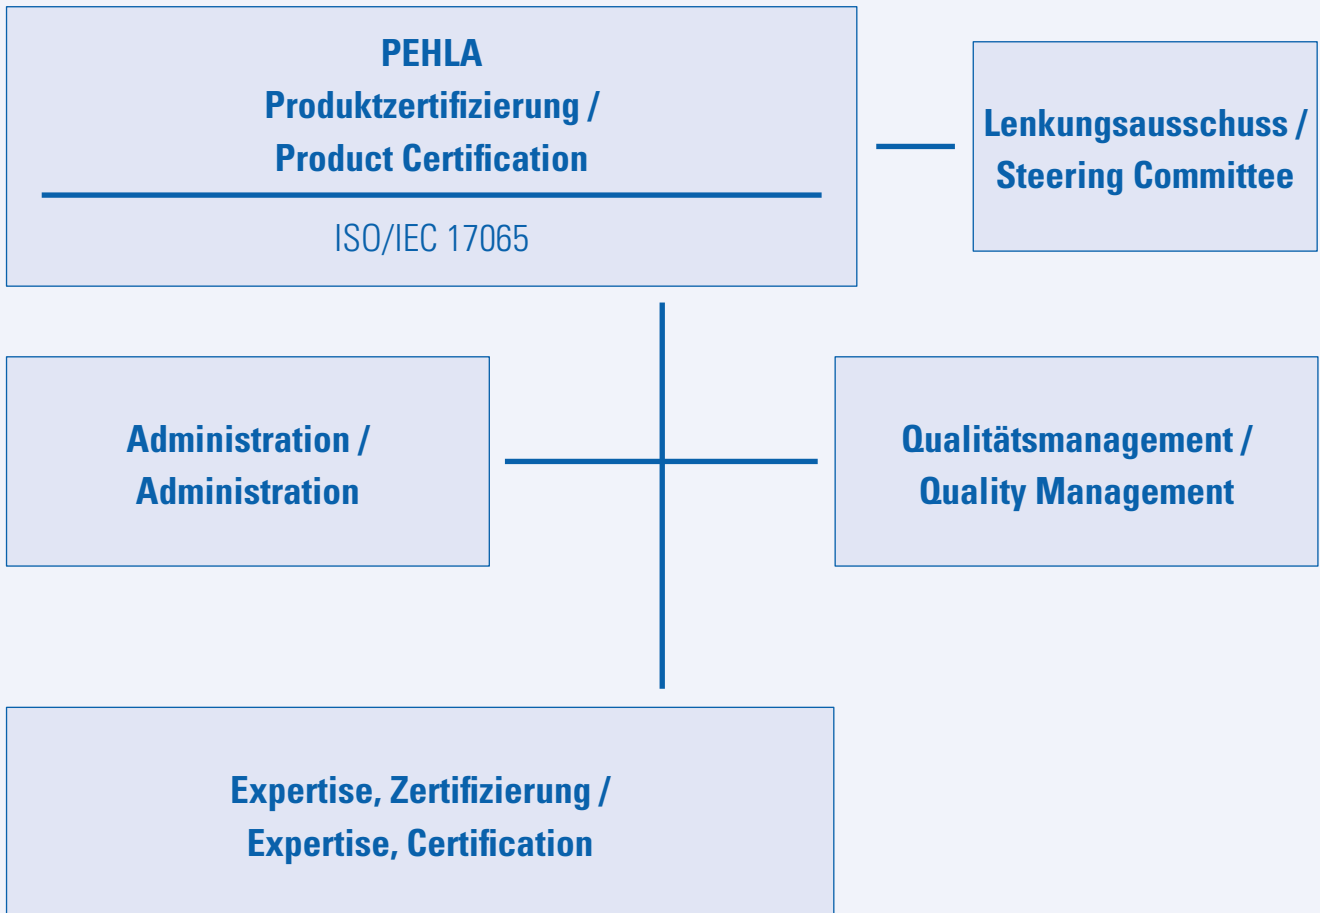 PEHLA
Produktzertifizierung /
Product Certification
ISO/IEC 17065
Lenkungsausschuss /
Steering Committee
Administration /
Administration
Qualitätsmanagement /
Quality Management
Expertise, Zertifizierung /
Expertise, Certification